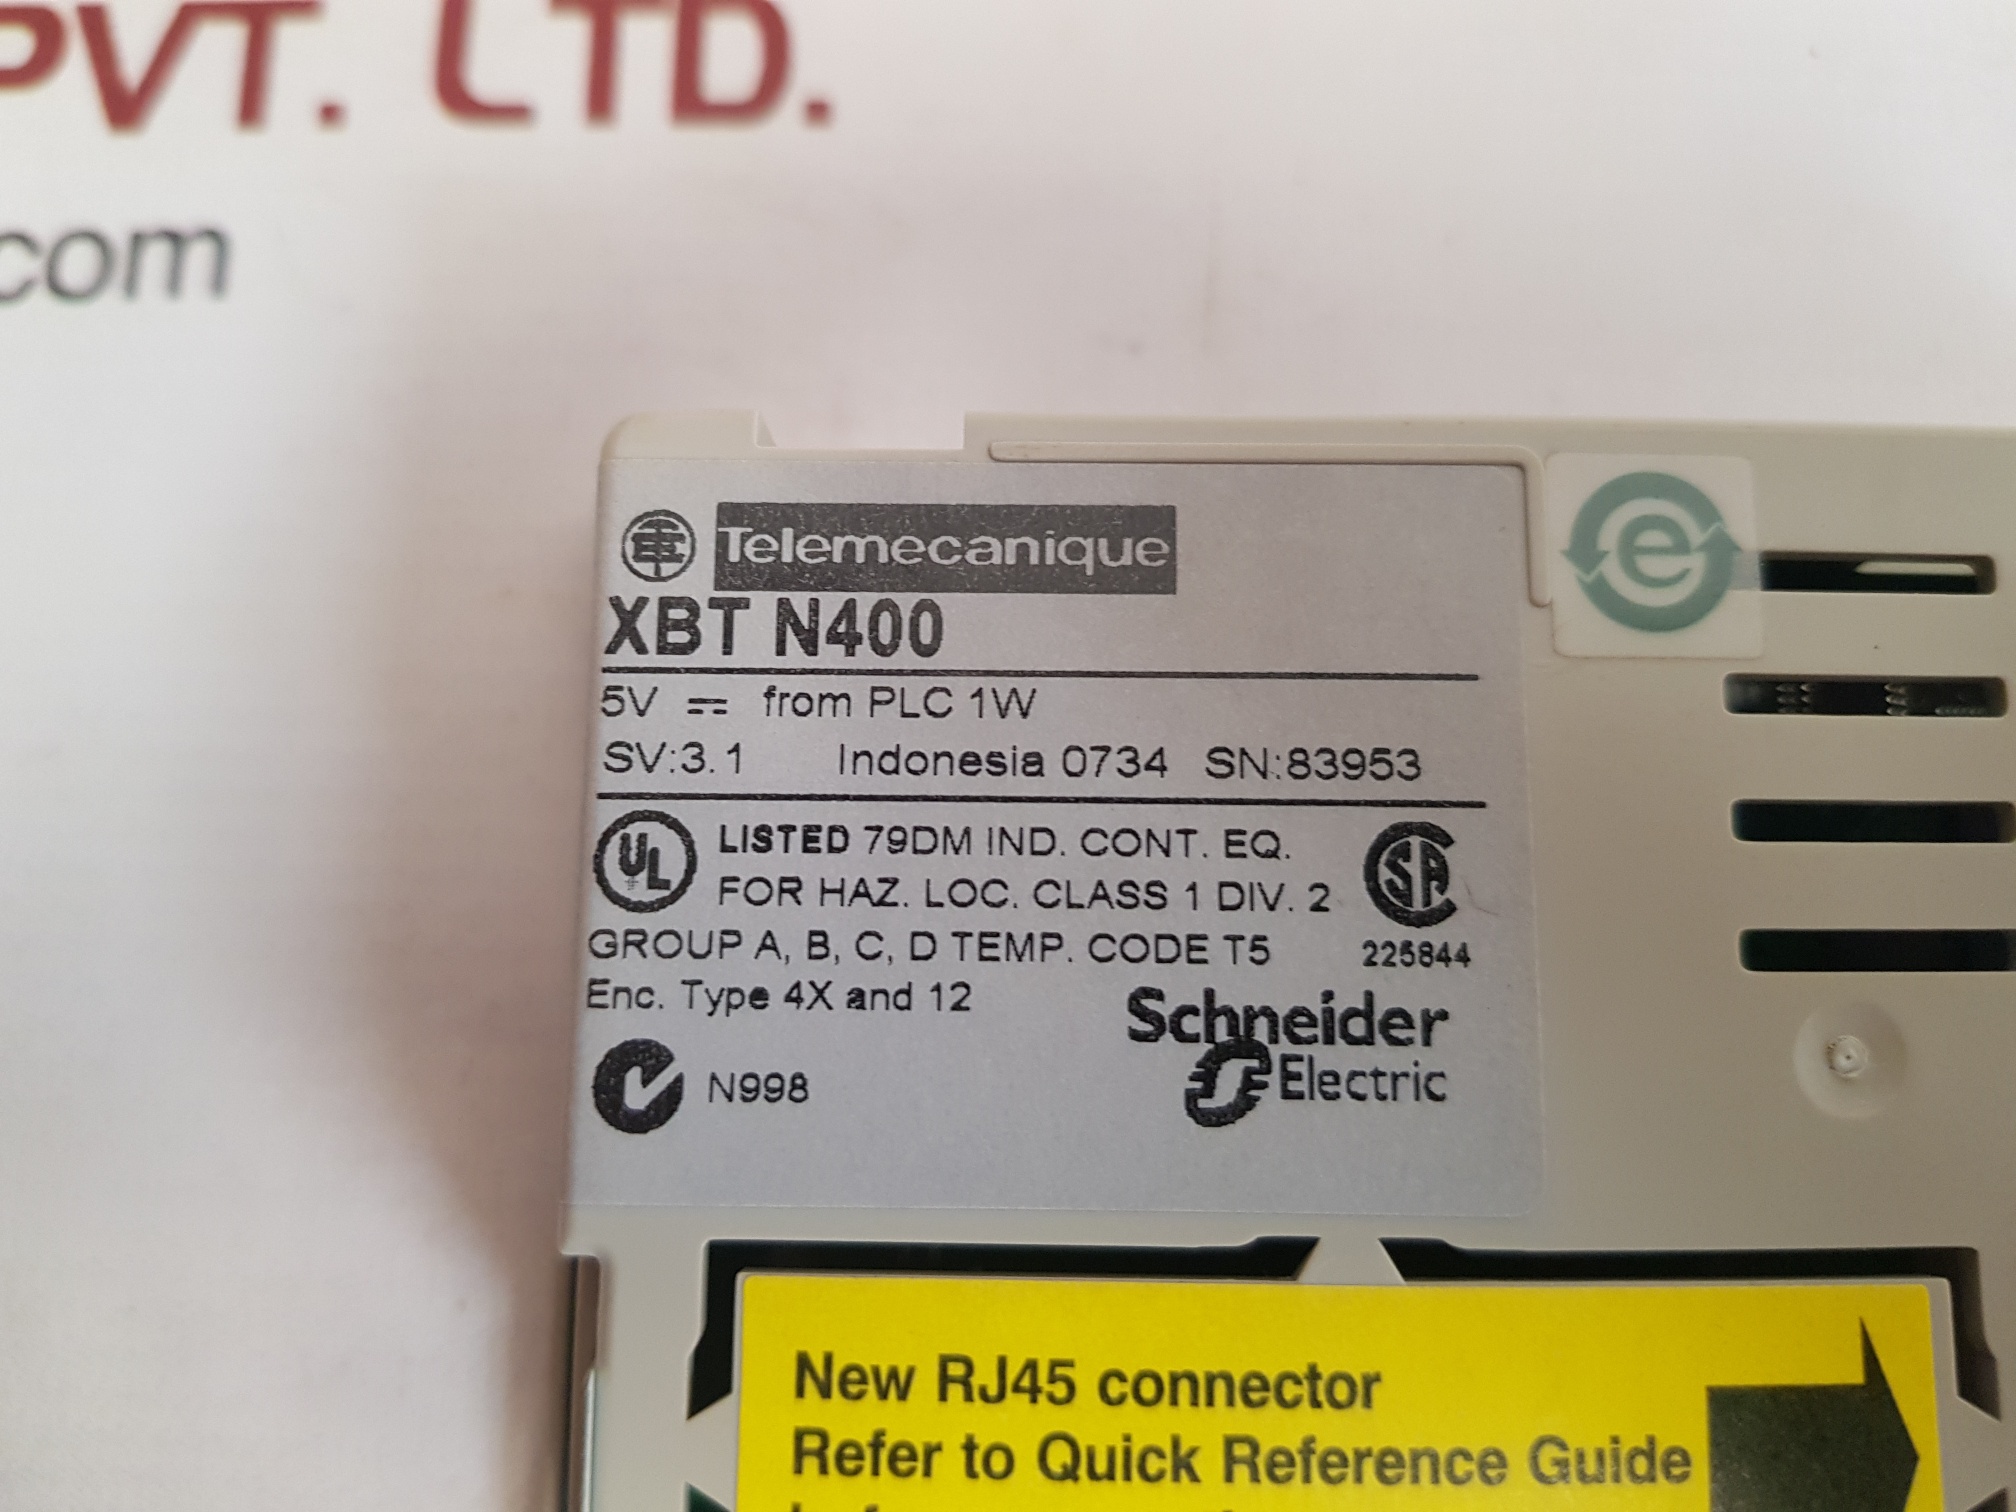 PVT. LTD.
com
Telemecanique
e
XBT N400
5V ⎓ from PLC 1W
SV:3.1 Indonesia 0734 SN:83953
UL LISTED 79DM IND. CONT. EQ.
FOR HAZ. LOC. CLASS 1 DIV. 2
SA
GROUP A, B, C, D TEMP. CODE T5
225844
Enc. Type 4X and 12
Schneider
Electric
N998
New RJ45 connector
Refer to Quick Reference Guide